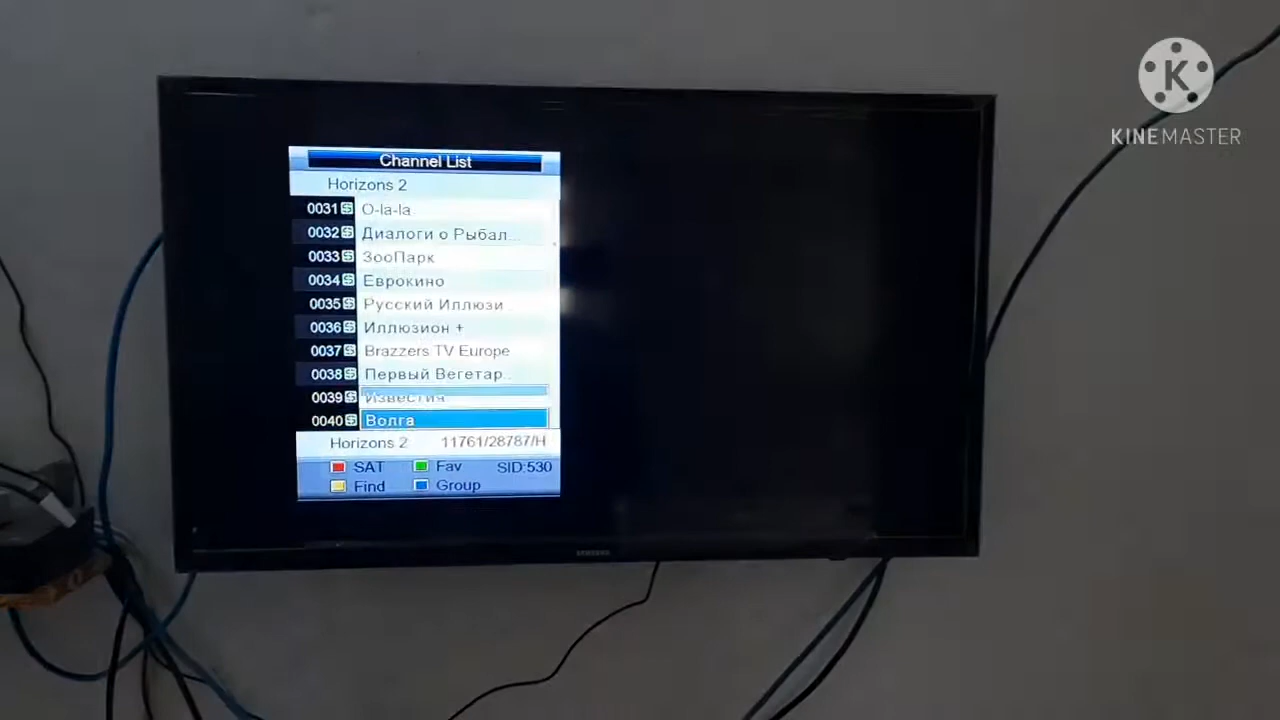 KINEMASTER
Channel List
Horizons 2
0031 O-la-la
0032 Диалоги о Рыбал...
0033 ЗооПарк
0034 Еврокино
0035 Русский Иллюзи
0036 Иллюзион +
0037 Brazzers TV Europe
0038 Первый Вегетар..
0039 Известия
0040 Волга
Horizons 2 11761/28787/H
SAT Fav SID:530
Find Group
SAMSUNG